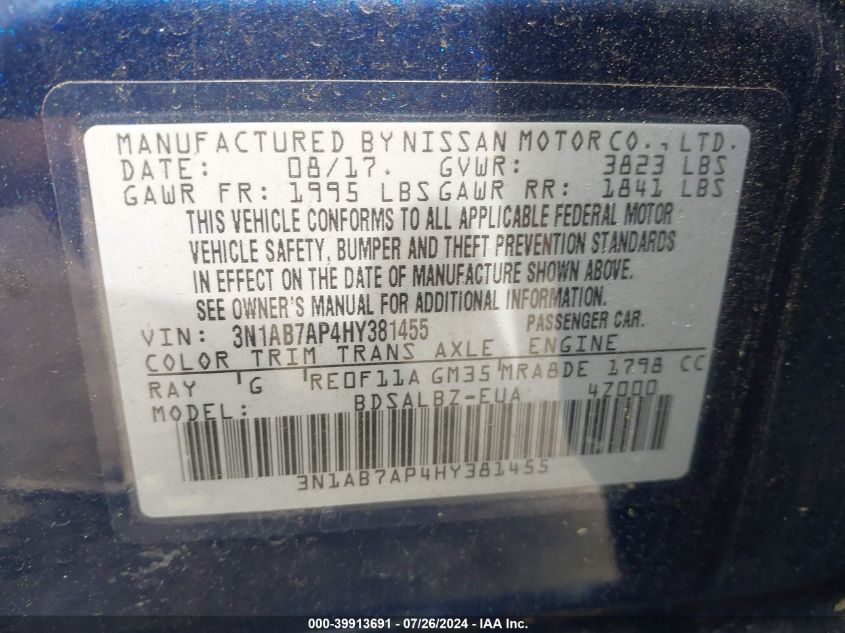 MANUFACTURED BY NISSAN MOTOR CO., LTD.
DATE: 08/17. GVWR: 3823 LBS
GAWR FR: 1995 LBS GAWR RR: 1841 LBS
THIS VEHICLE CONFORMS TO ALL APPLICABLE FEDERAL MOTOR
VEHICLE SAFETY, BUMPER AND THEFT PREVENTION STANDARDS
IN EFFECT ON THE DATE OF MANUFACTURE SHOWN ABOVE.
SEE OWNER'S MANUAL FOR ADDITIONAL INFORMATION.
VIN: 3N1AB7AP4HY381455 PASSENGER CAR.
COLOR TRIM TRANS AXLE ENGINE
RAY G RE0F11A GM35 MRA8DE 1798 CC
MODEL: BDSALBZ-EUA 4Z000
3N1AB7AP4HY381455
000-39913691 - 07/26/2024 - IAAI, Inc.